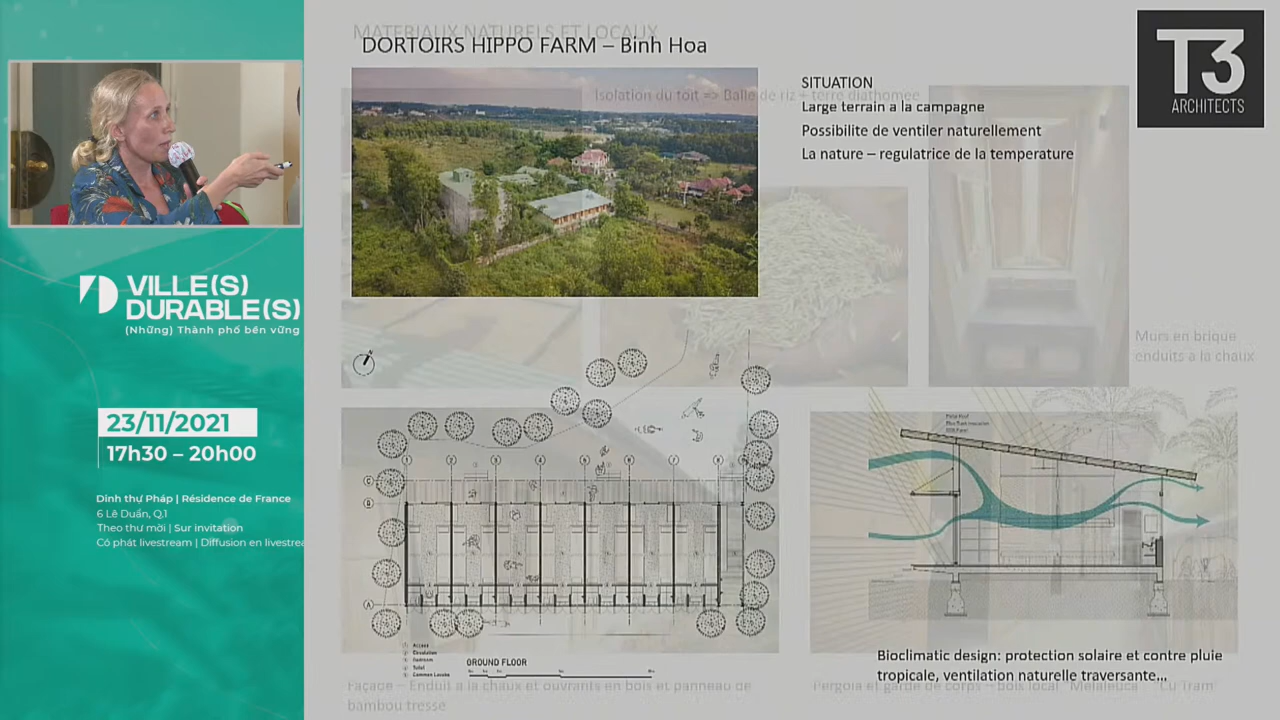 VILLE(S)
DURABLE(S)
(Những) Thành phố bền vững
23/11/2021
17h30 – 20h00
Dinh thự Pháp | Résidence de France
6 Lê Duẩn, Q.1
Theo thư mời | Sur invitation
Có phát livestream | Diffusion en livestrea
MATERIAUX NATURELS ET LOCAUX
DORTOIRS HIPPO FARM – Binh Hoa
Isolation du toit => Balle de riz + terre diathomée
SITUATION
Large terrain a la campagne
Possibilite de ventiler naturellement
La nature – regulatrice de la temperature
T3
ARCHITECTS
Murs en brique
enduits à la chaux
GROUND FLOOR
Bioclimatic design: protection solaire et contre pluie
tropicale, ventilation naturelle traversante...
Façade – Enduit à la chaux et ouvrants en bois et panneau de
bambou tressé
Pergola et garde de corps – bois local "Melaleuca" "Cu Tram"